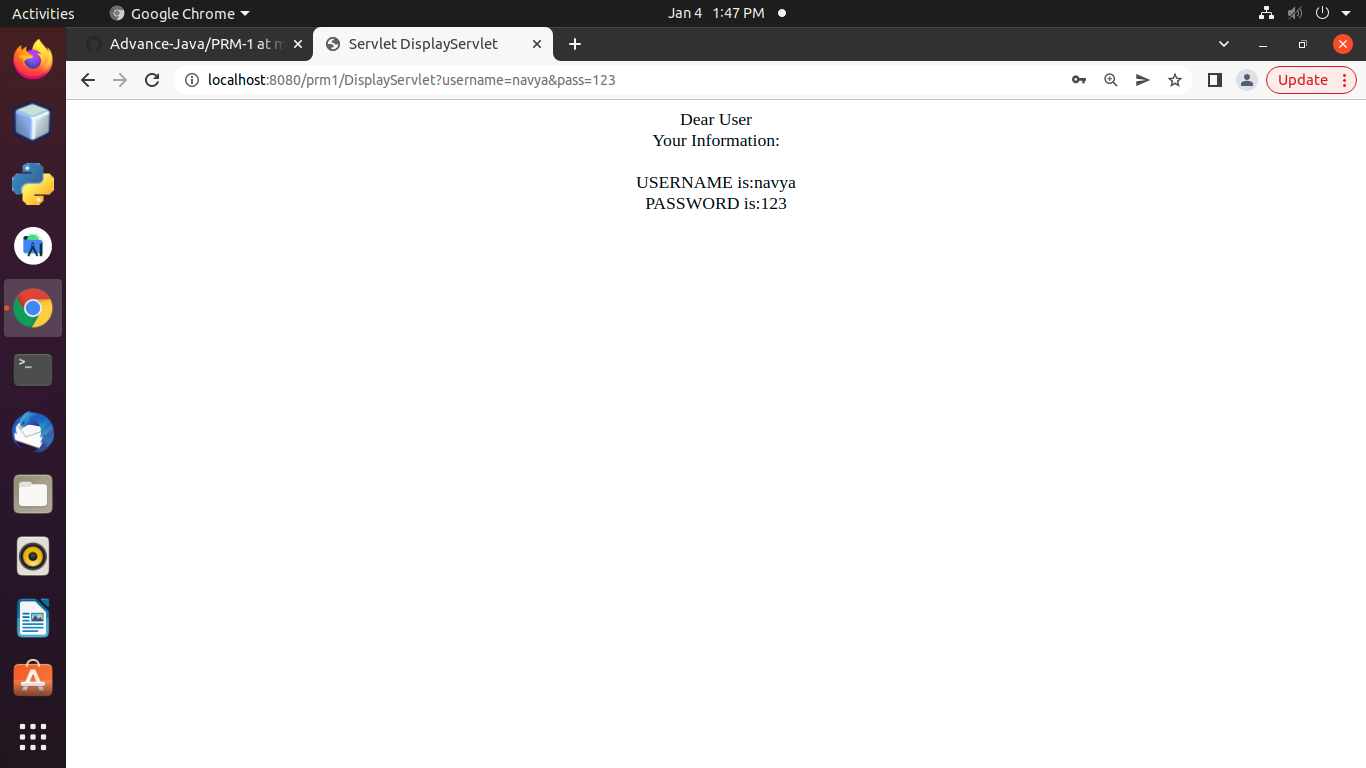 Activities
Google Chrome
Jan 4 1:47 PM
Advance-Java/PRM-1 at m
Servlet DisplayServlet
localhost:8080/prm1/DisplayServlet?username=navya&pass=123
Update
Dear User
Your Information:
USERNAME is:navya
PASSWORD is:123